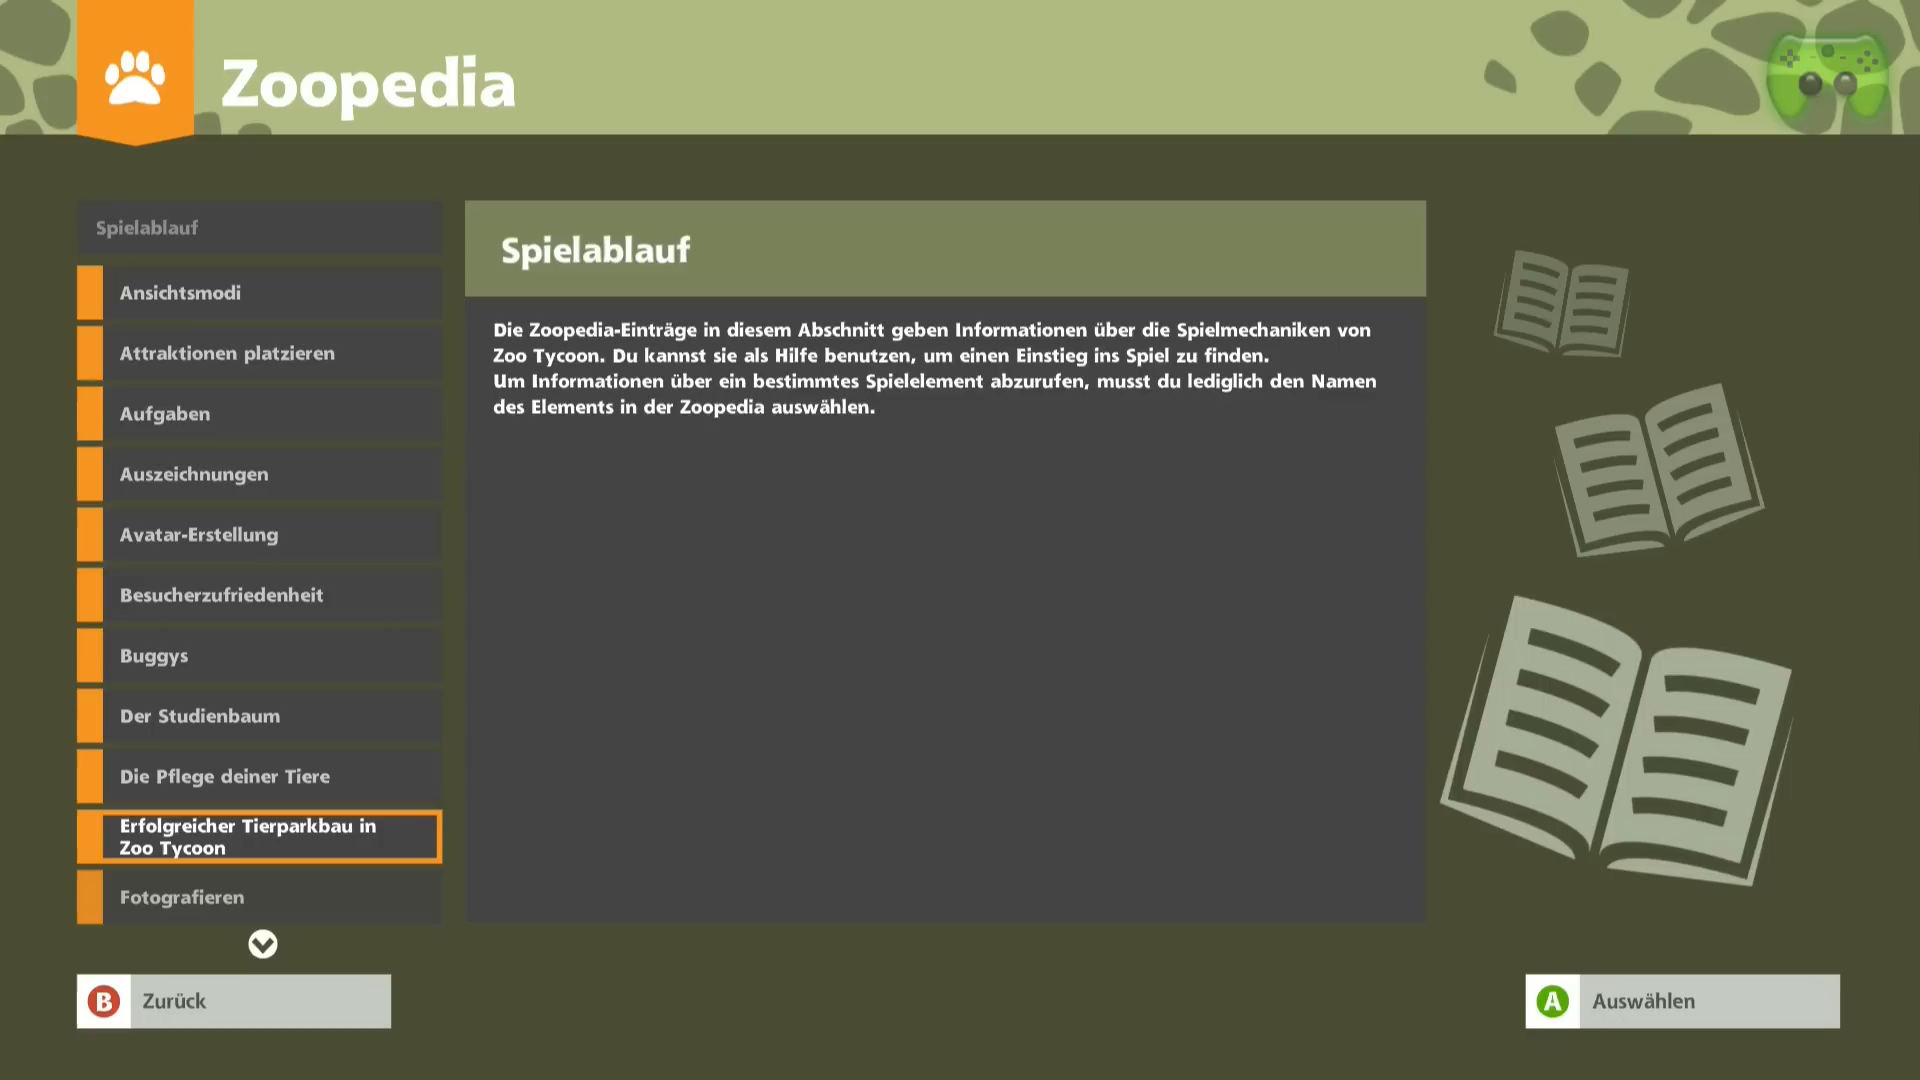 Zoopedia
Spielablauf
Ansichtsmodi
Attraktionen platzieren
Aufgaben
Auszeichnungen
Avatar-Erstellung
Besucherzufriedenheit
Buggys
Der Studienbaum
Die Pflege deiner Tiere
Erfolgreicher Tierparkbau in
Zoo Tycoon
Fotografieren
Spielablauf
Die Zoopedia-Einträge in diesem Abschnitt geben Informationen über die Spielmechaniken von
Zoo Tycoon. Du kannst sie als Hilfe benutzen, um einen Einstieg ins Spiel zu finden.
Um Informationen über ein bestimmtes Spielelement abzurufen, musst du lediglich den Namen
des Elements in der Zoopedia auswählen.
B Zurück
A Auswählen